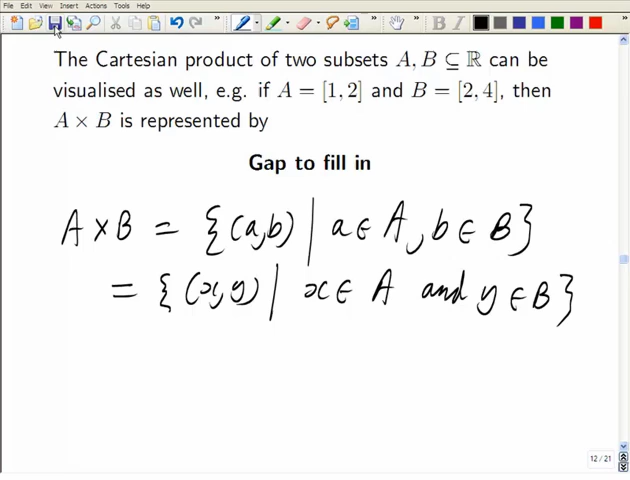 File Edit View Insert Actions Tools Help
The Cartesian product of two subsets A, B ⊆ ℝ can be
visualised as well, e.g. if A = [1, 2] and B = [2, 4], then
A × B is represented by
Gap to fill in
A × B = {(a,b) | a ∈ A, b ∈ B}
= {(x,y) | x ∈ A and y ∈ B}
12 / 21